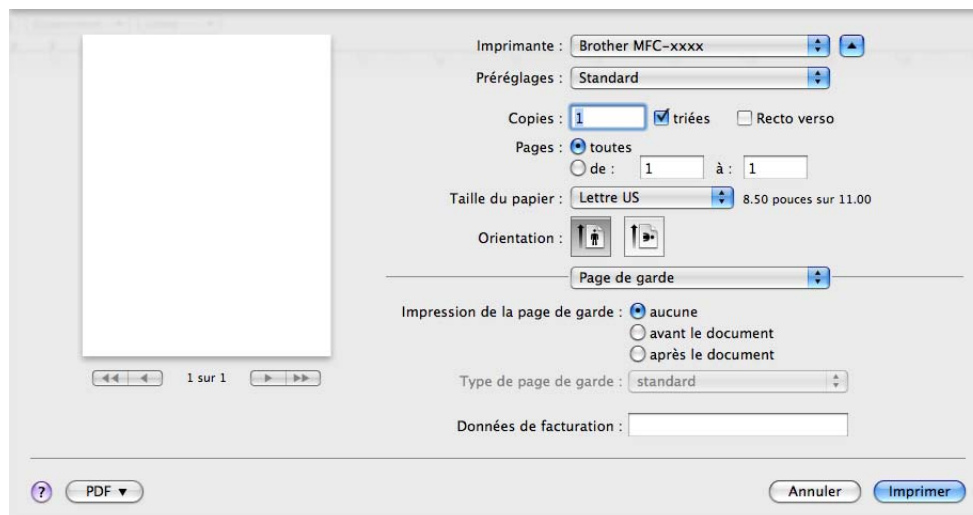 Imprimante : Brother MFC-xxxx
Préréglages : Standard
Copies : 1 triées Recto verso
Pages : toutes
de : 1 à : 1
Taille du papier : Lettre US 8.50 pouces sur 11.00
Orientation :
Page de garde
Impression de la page de garde : aucune
avant le document
après le document
1 sur 1
Type de page de garde : standard
Données de facturation :
? PDF ▼ Annuler Imprimer